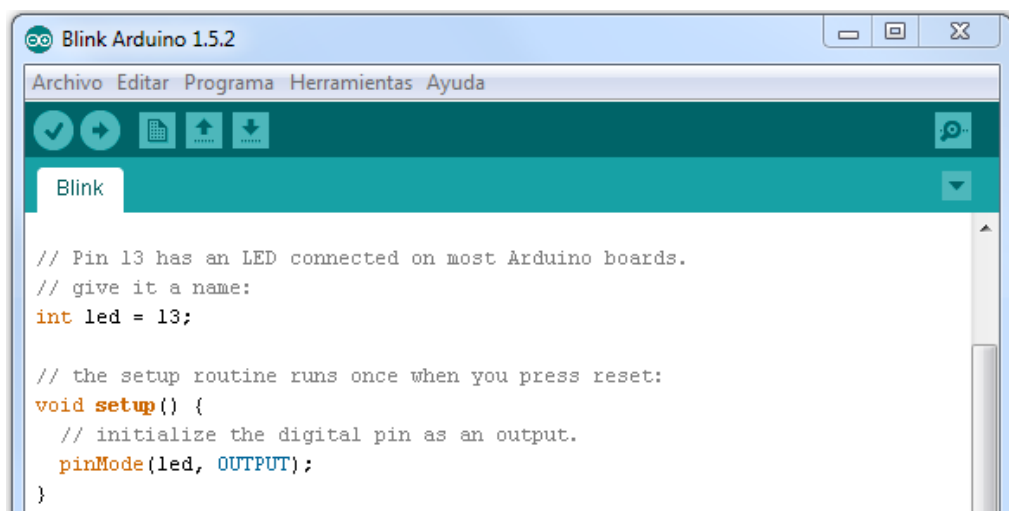 Blink Arduino 1.5.2
Archivo Editar Programa Herramientas Ayuda
Blink
// Pin 13 has an LED connected on most Arduino boards.
// give it a name:
int led = 13;
// the setup routine runs once when you press reset:
void setup() {
  // initialize the digital pin as an output.
  pinMode(led, OUTPUT);
}